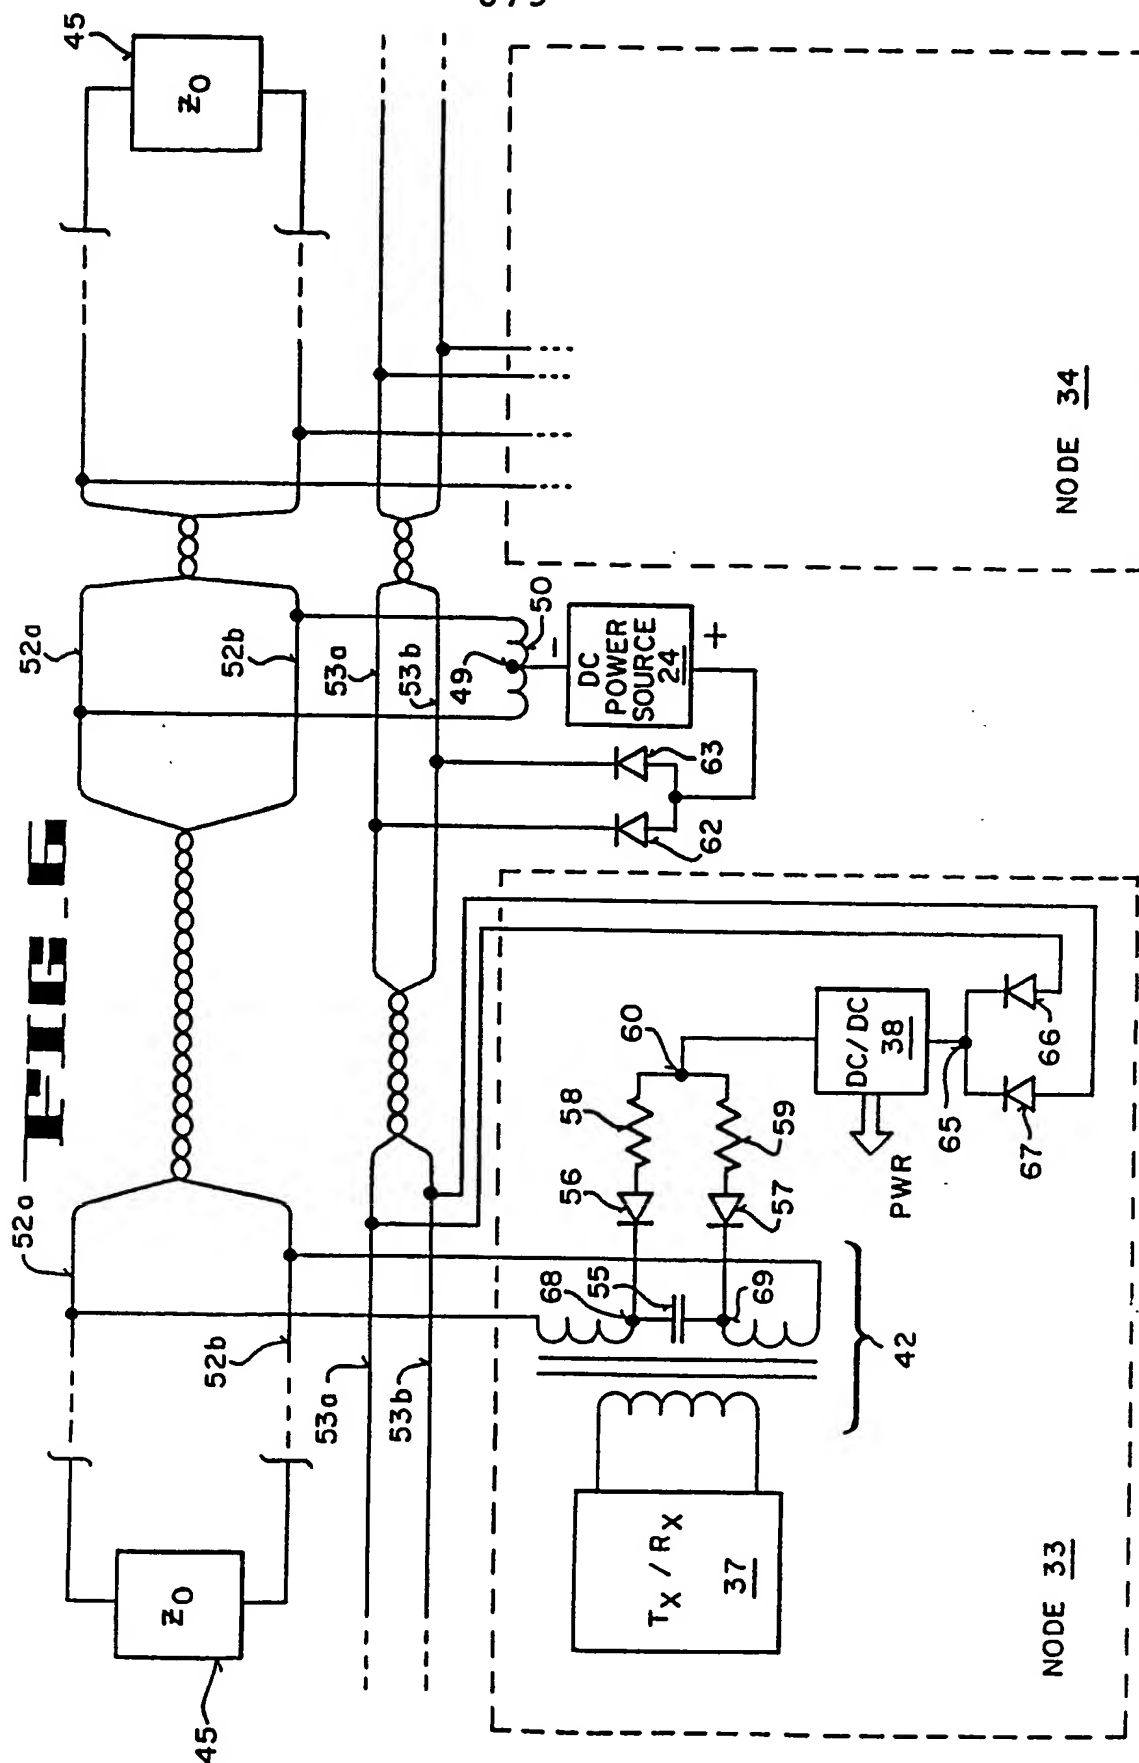 FIG-6
45
Z0
52a
52b
52a
52b
45
Z0
53a
53b
53a
53b
49
50
-
DC
POWER
SOURCE
24
+
62
63
TX/RX
37
42
68
55
69
56
57
58
59
60
DC/DC
38
PWR
65
66
67
NODE 33
NODE 34